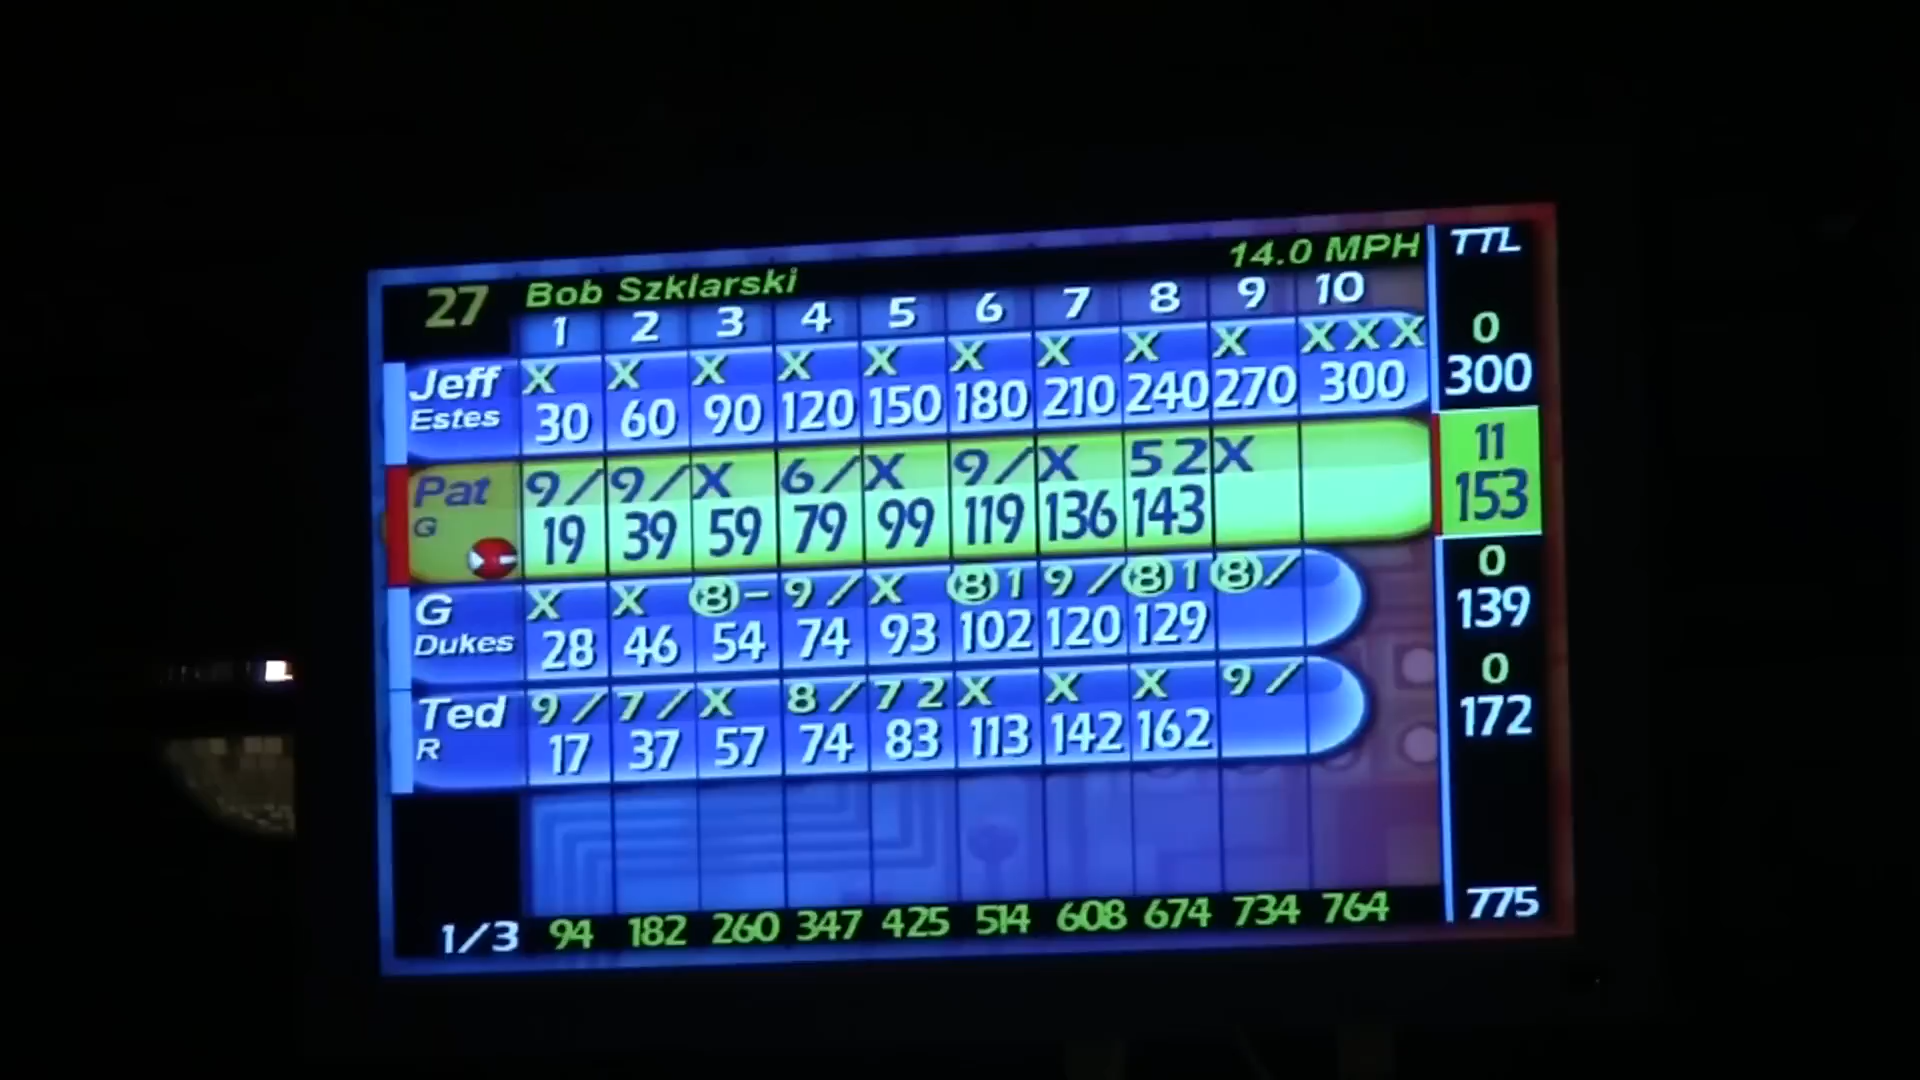 27 Bob Szklarski 14.0 MPH TTL
1 2 3 4 5 6 7 8 9 10
Jeff X X X X X X X X X X X X 0
Estes 30 60 90 120 150 180 210 240 270 300 300
Pat 9 / 9 / X 6 / X 9 / X 5 2 X 11
G 19 39 59 79 99 119 136 143 153
G X X 8 - 9 / X 8 1 9 / 8 1 8 / 0
Dukes 28 46 54 74 93 102 120 129 139
Ted 9 / 7 / X 8 / 7 2 X X X 9 / 0
R 17 37 57 74 83 113 142 162 172
1/3 94 182 260 347 425 514 608 674 734 764 775